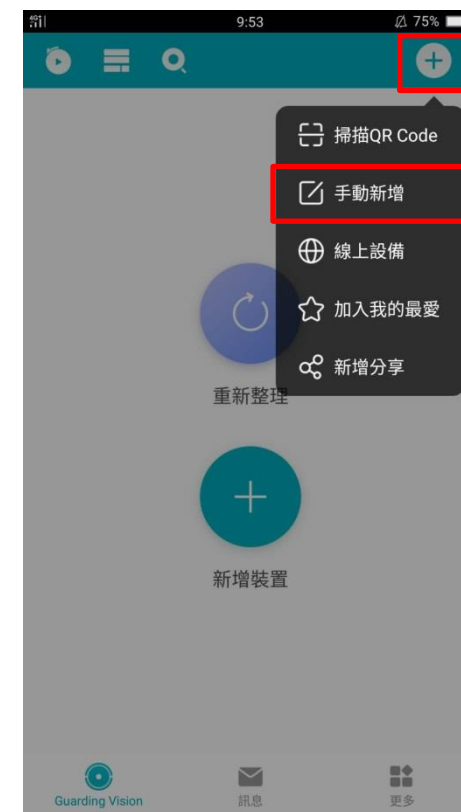 9:53
75%
掃描QR Code
手動新增
線上設備
加入我的最愛
新增分享
重新整理
新增裝置
Guarding Vision
訊息
更多